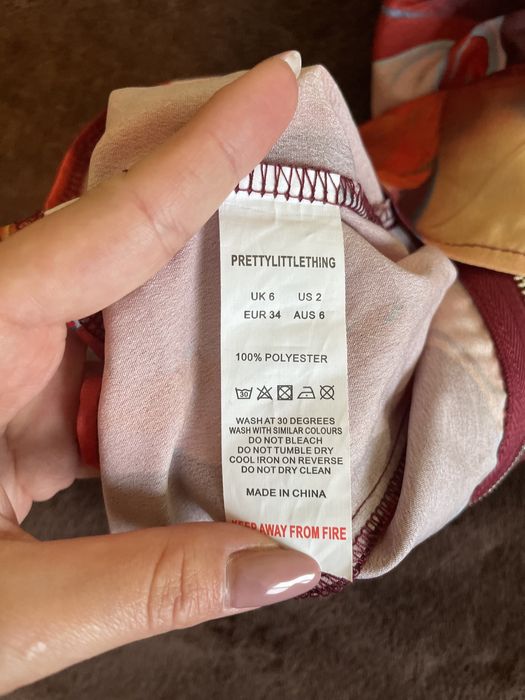 PRETTYLITTLETHING
UK 6 US 2
EUR 34 AUS 6
100% POLYESTER
30
WASH AT 30 DEGREES
WASH WITH SIMILAR COLOURS
DO NOT BLEACH
DO NOT TUMBLE DRY
COOL IRON ON REVERSE
DO NOT DRY CLEAN
MADE IN CHINA
KEEP AWAY FROM FIRE